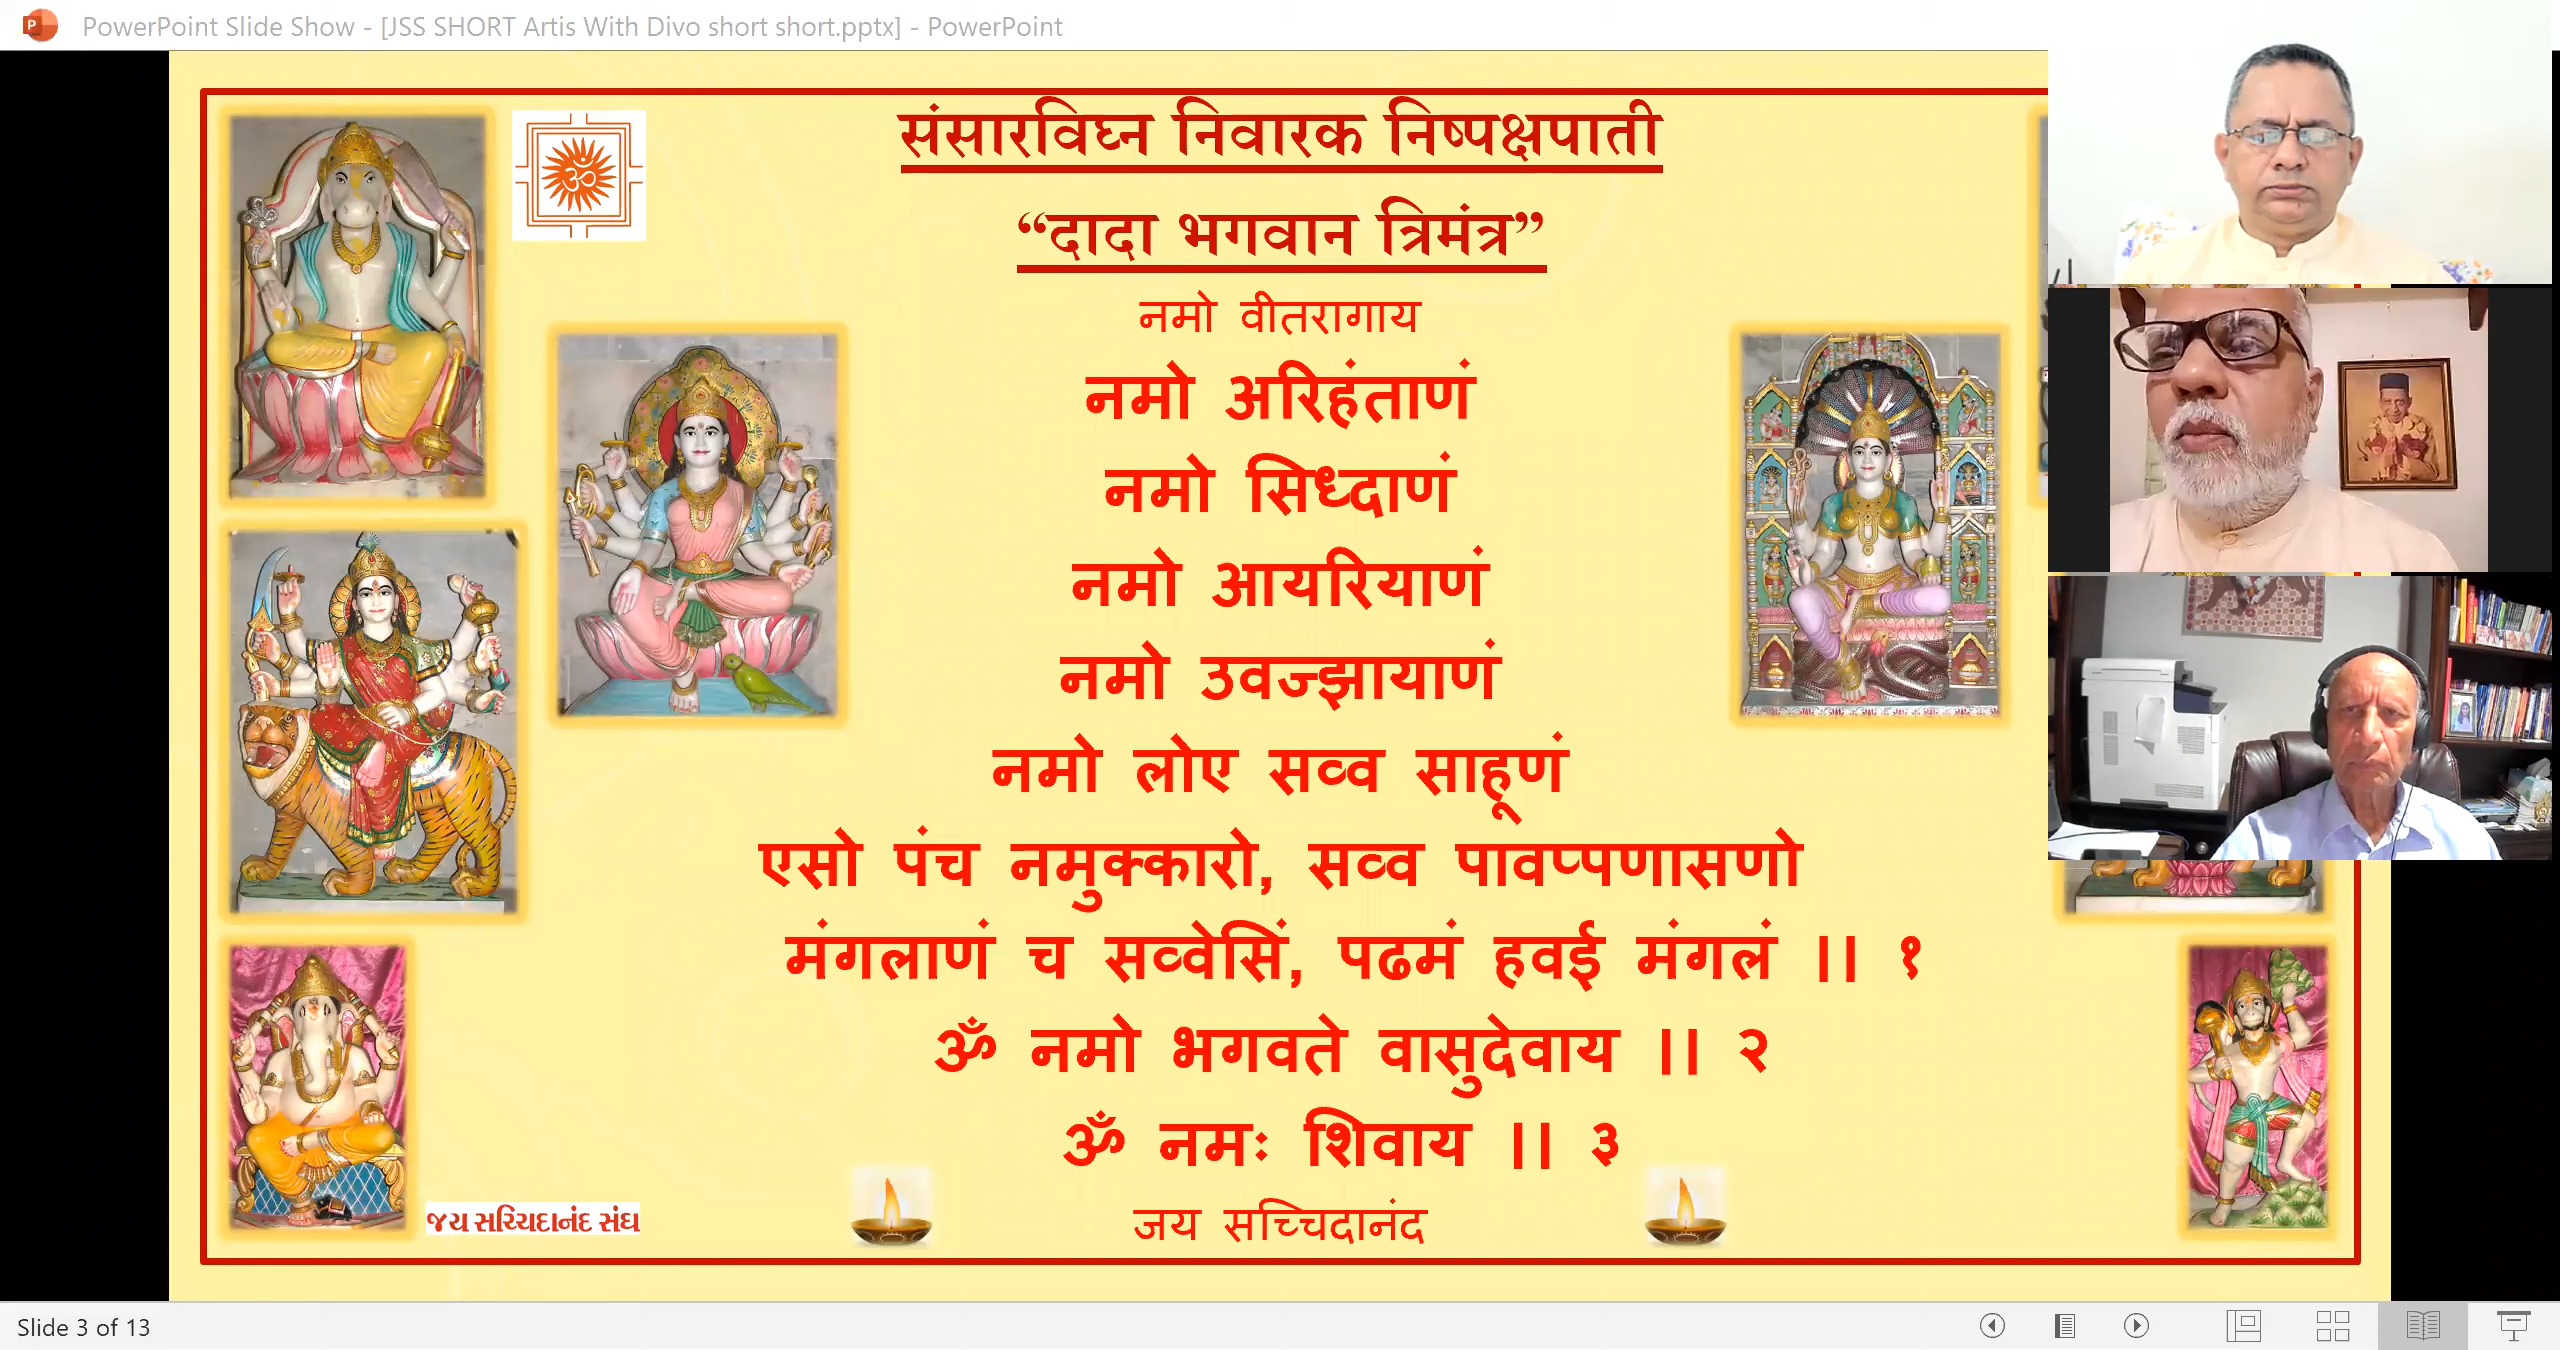 PowerPoint Slide Show - [JSS SHORT Artis With Divo short short.pptx] - PowerPoint
संसारविघ्न निवारक निष्पक्षपाती
“दादा भगवान त्रिमंत्र”
नमो वीतरागाय
नमो अरिहंताणं
नमो सिध्दाणं
नमो आयरियाणं
नमो उवज्झायाणं
नमो लोए सव्व साहूणं
एसो पंच नमुक्कारो, सव्व पावप्पणासणो
मंगलाणं च सव्वेसिं, पढमं हवई मंगलं ।। १
ॐ नमो भगवते वासुदेवाय ।। २
ॐ नमः शिवाय ।। ३
जय सच्चिदानंद
જય સચ્ચિદાનંદ સંઘ
Slide 3 of 13